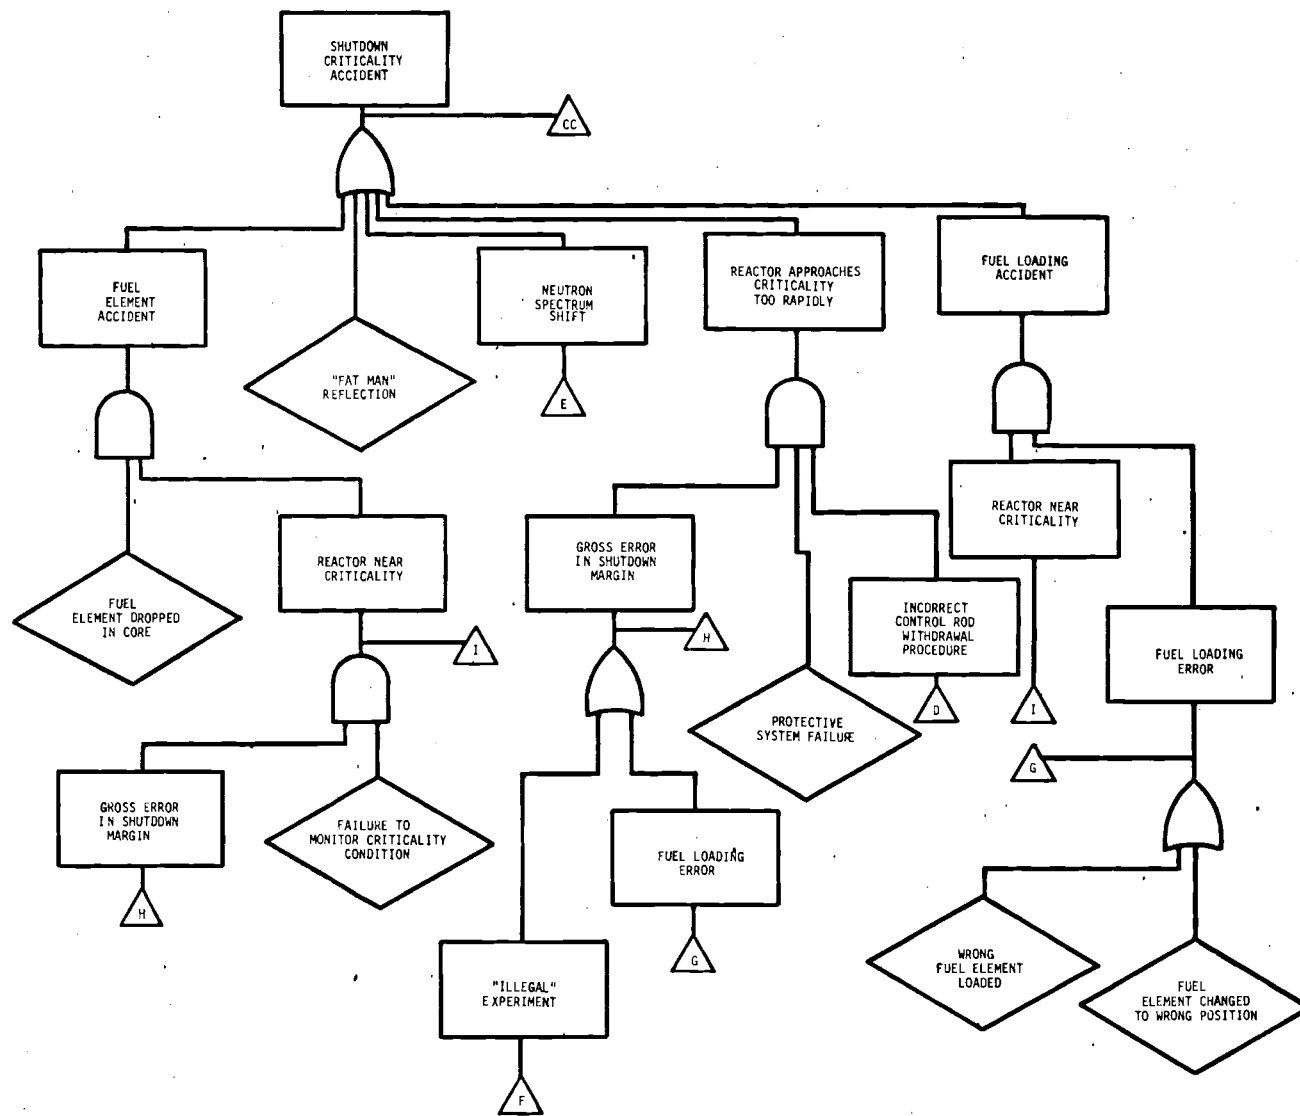 SHUTDOWN
CRITICALITY
ACCIDENT
CC
FUEL
ELEMENT
ACCIDENT
"FAT MAN"
REFLECTION
NEUTRON
SPECTRUM
SHIFT
E
REACTOR APPROACHES
CRITICALITY
TOO RAPIDLY
FUEL LOADING
ACCIDENT
FUEL
ELEMENT DROPPED
IN CORE
REACTOR NEAR
CRITICALITY
I
GROSS ERROR
IN SHUTDOWN
MARGIN
H
INCORRECT
CONTROL ROD
WITHDRAWAL
PROCEDURE
D
REACTOR NEAR
CRITICALITY
I
FUEL LOADING
ERROR
G
PROTECTIVE
SYSTEM FAILURE
GROSS ERROR
IN SHUTDOWN
MARGIN
H
FAILURE TO
MONITOR CRITICALITY
CONDITION
FUEL LOADING
ERROR
G
"ILLEGAL"
EXPERIMENT
F
WRONG
FUEL ELEMENT
LOADED
FUEL
ELEMENT CHANGED
TO WRONG POSITION